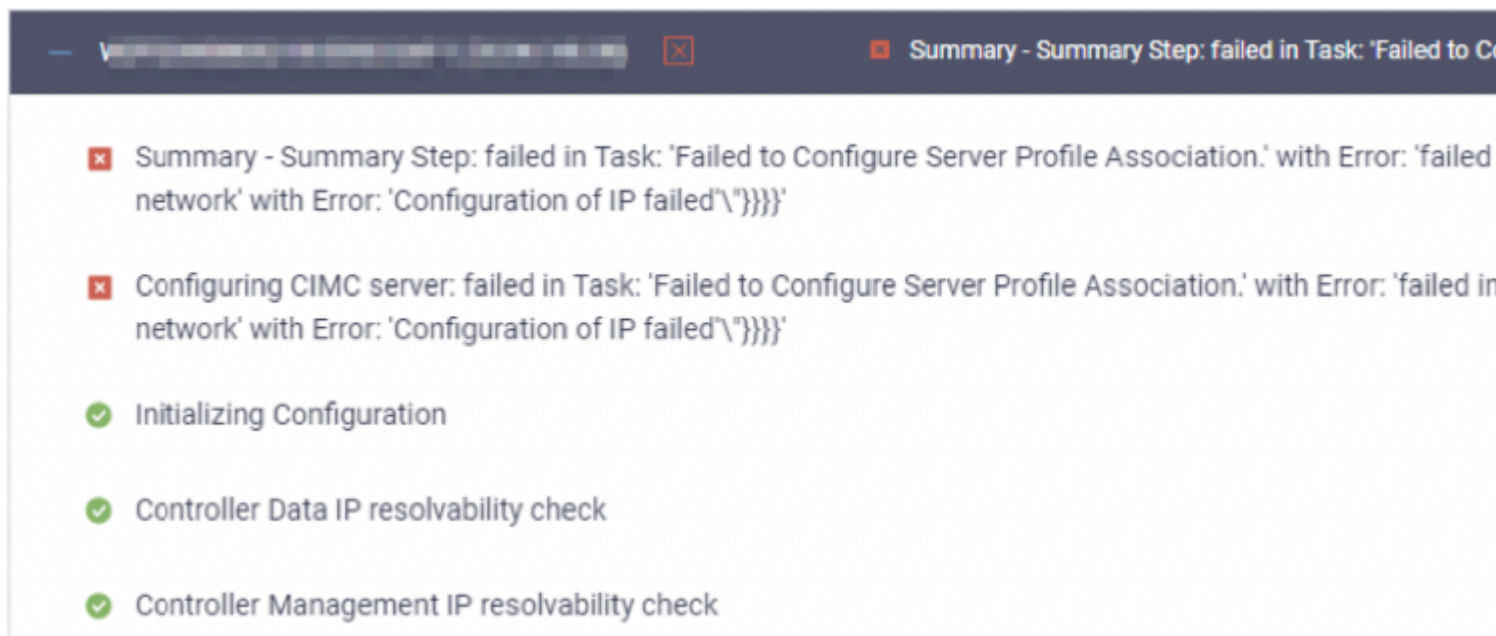 Summary - Summary Step: failed in Task: 'Failed to
Summary - Summary Step: failed in Task: 'Failed to Configure Server Profile Association.' with Error: 'failed
network' with Error: 'Configuration of IP failed'\"}}}}'
Configuring CIMC server: failed in Task: 'Failed to Configure Server Profile Association.' with Error: 'failed in
network' with Error: 'Configuration of IP failed'\"}}}}'
Initializing Configuration
Controller Data IP resolvability check
Controller Management IP resolvability check